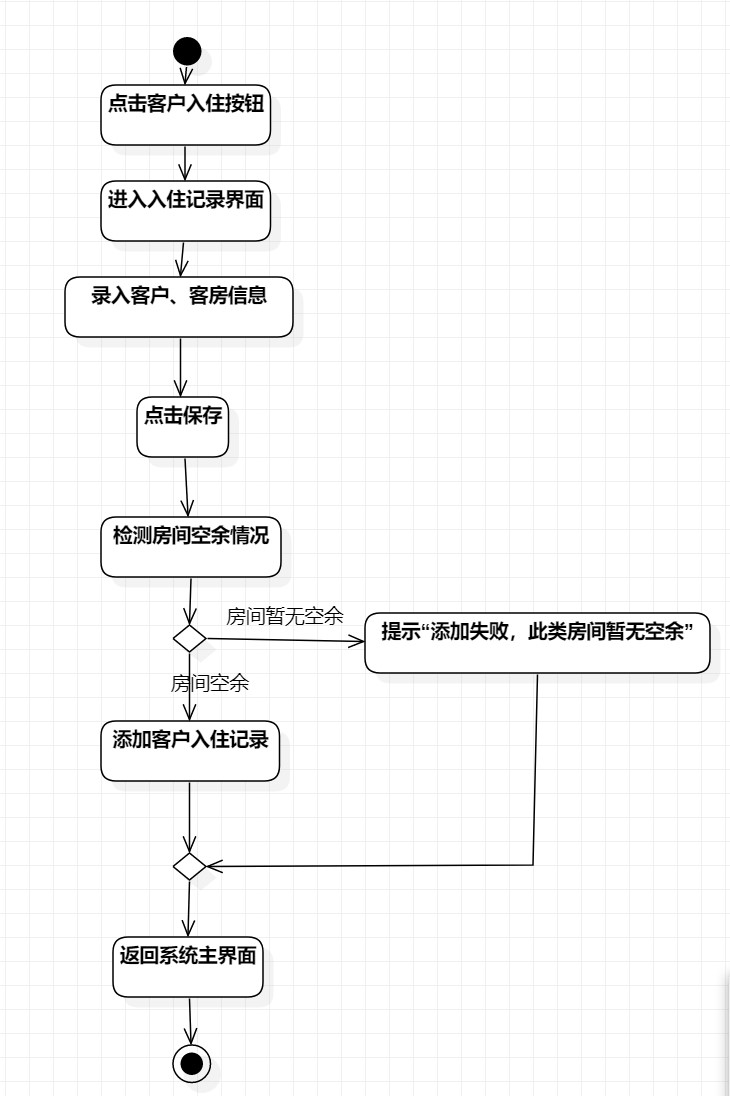 点击客户入住按钮
进入入住记录界面
录入客户、客房信息
点击保存
检测房间空余情况
房间暂无空余
提示“添加失败，此类房间暂无空余”
房间空余
添加客户入住记录
返回系统主界面